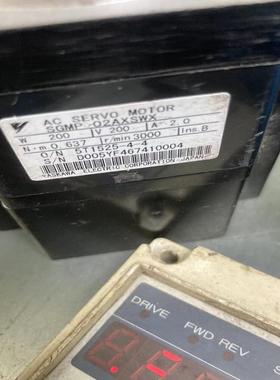 AC SERVO MOTOR
SGMP-02AXSWX
W 200 V 200 A 2.0
N·m 0.637 r/min 3000 Ins.B
O/N 5T1625-4-4
S/N D005YF467410004
YASKAWA ELECTRIC CORPORATION JAPAN
DRIVE FWD REV